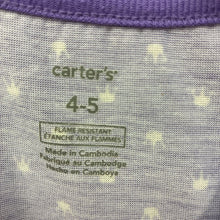 carter's®
4-5
FLAME RESISTANT
ÉTANCHE AUX FLAMMES
Made in Cambodia
Fabriqué au Cambodge
Hecho en Camboya